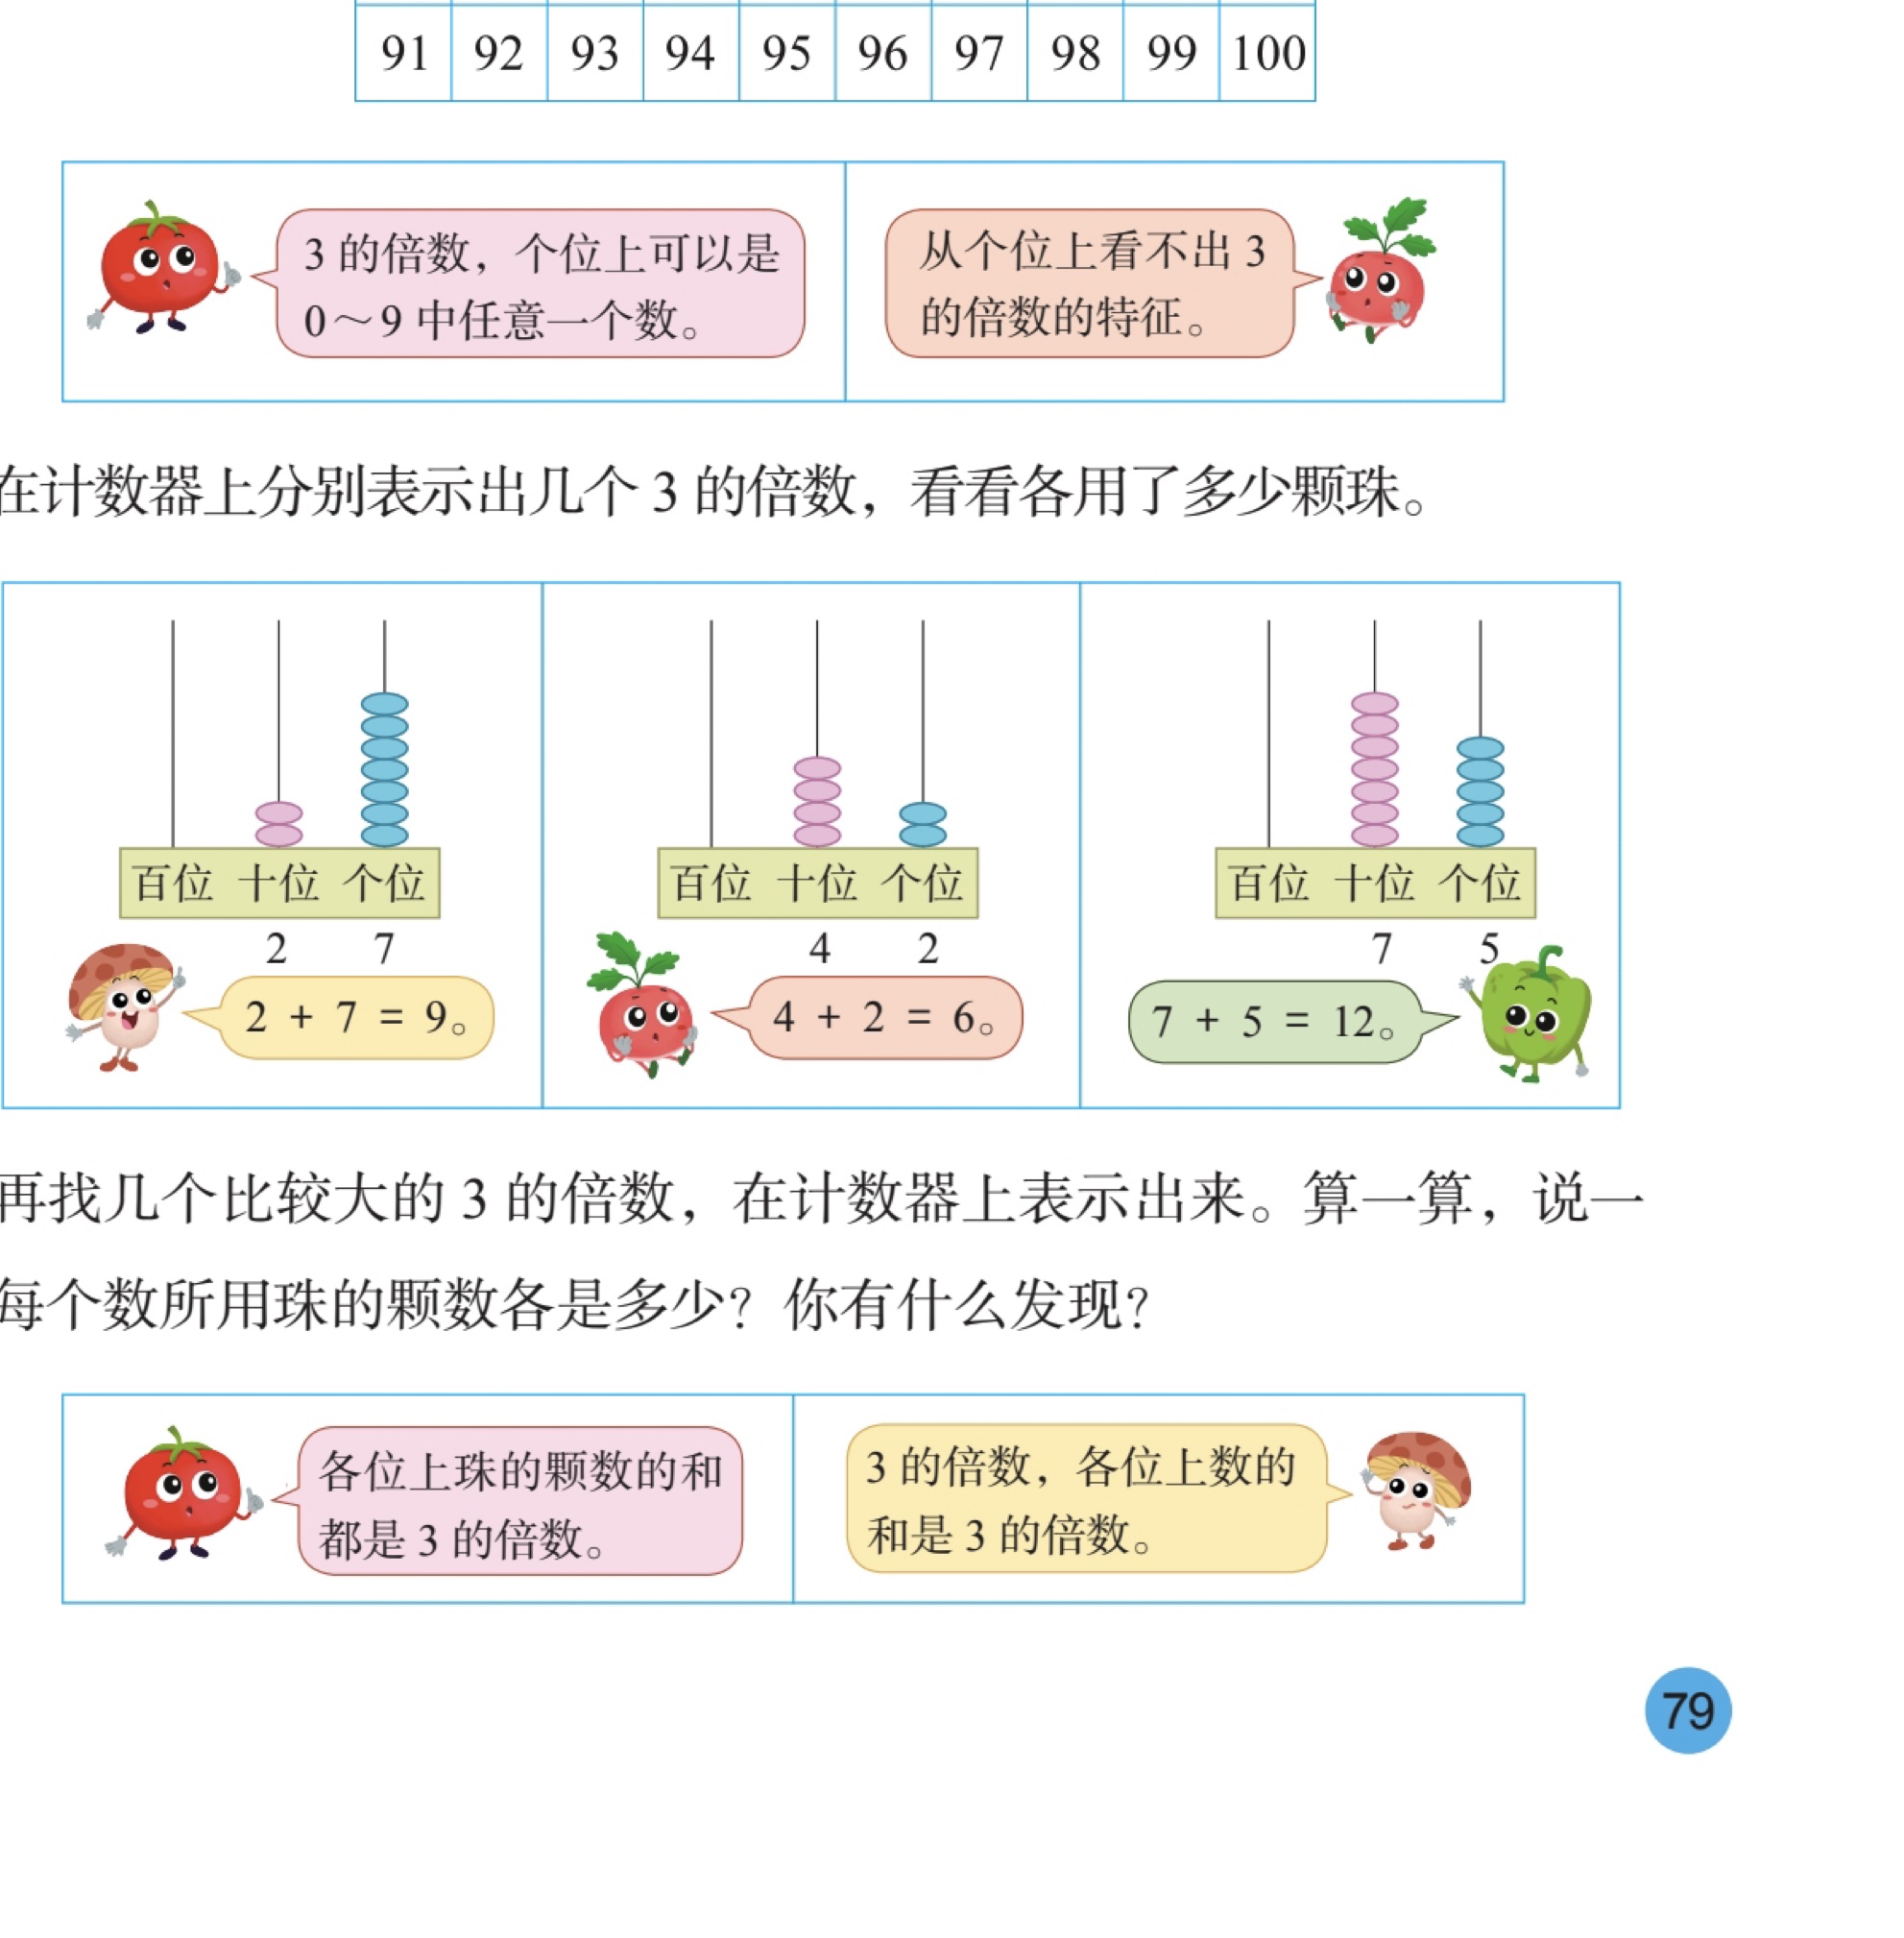 91 92 93 94 95 96 97 98 99 100
3 的倍数，个位上可以是
0～9 中任意一个数。
从个位上看不出 3
的倍数的特征。
在计数器上分别表示出几个 3 的倍数，看看各用了多少颗珠。
百位 十位 个位
2 7
2 + 7 = 9。
百位 十位 个位
4 2
4 + 2 = 6。
百位 十位 个位
7 5
7 + 5 = 12。
再找几个比较大的 3 的倍数，在计数器上表示出来。算一算，说一
每个数所用珠的颗数各是多少？你有什么发现？
各位上珠的颗数的和
都是 3 的倍数。
3 的倍数，各位上数的
和是 3 的倍数。
79